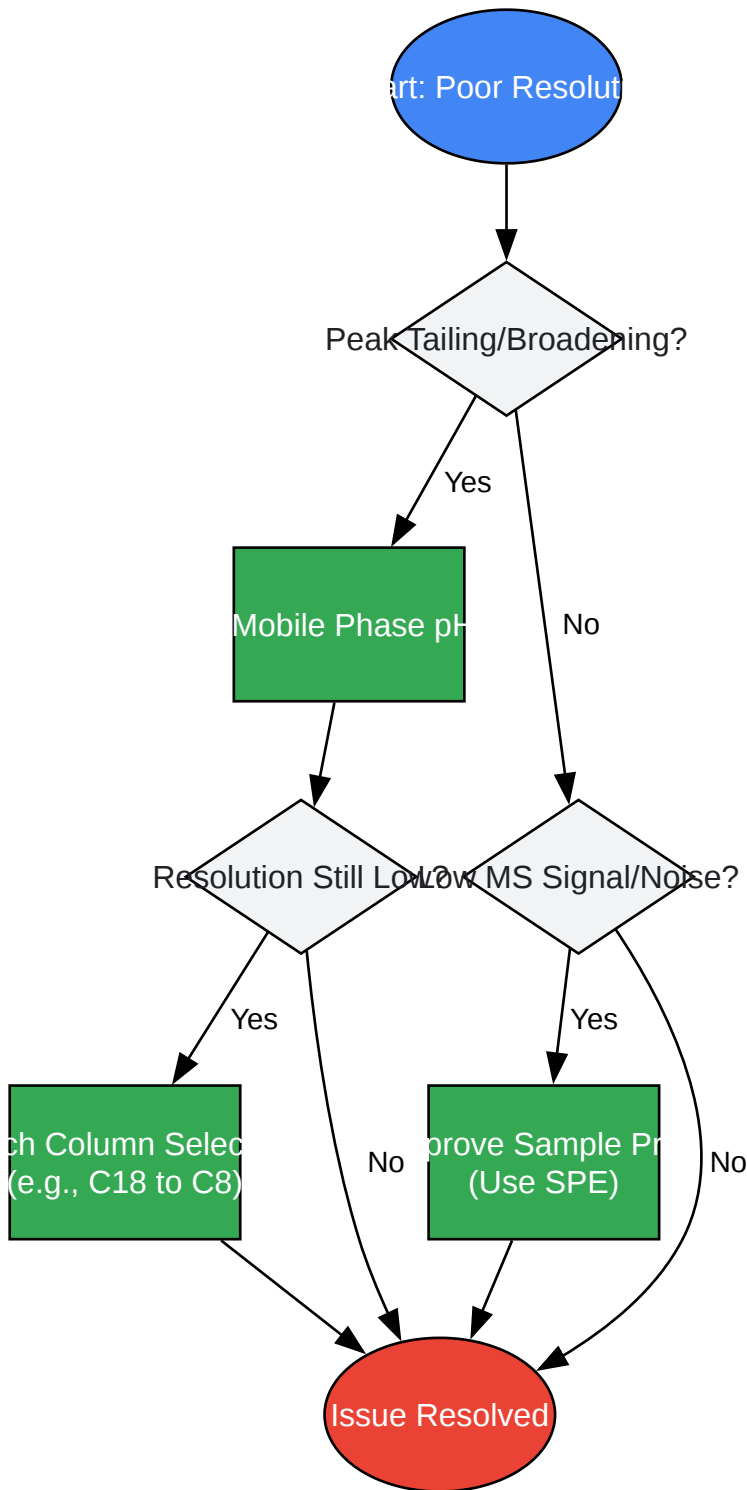 art: Poor Resolut
Peak Tailing/Broadening?
Yes
No
Mobile Phase pH
Resolution Still Low?
Low MS Signal/Noise?
Yes
No
Yes
No
ch Column Selec
(e.g., C18 to C8)
prove Sample Pr
(Use SPE)
Issue Resolved